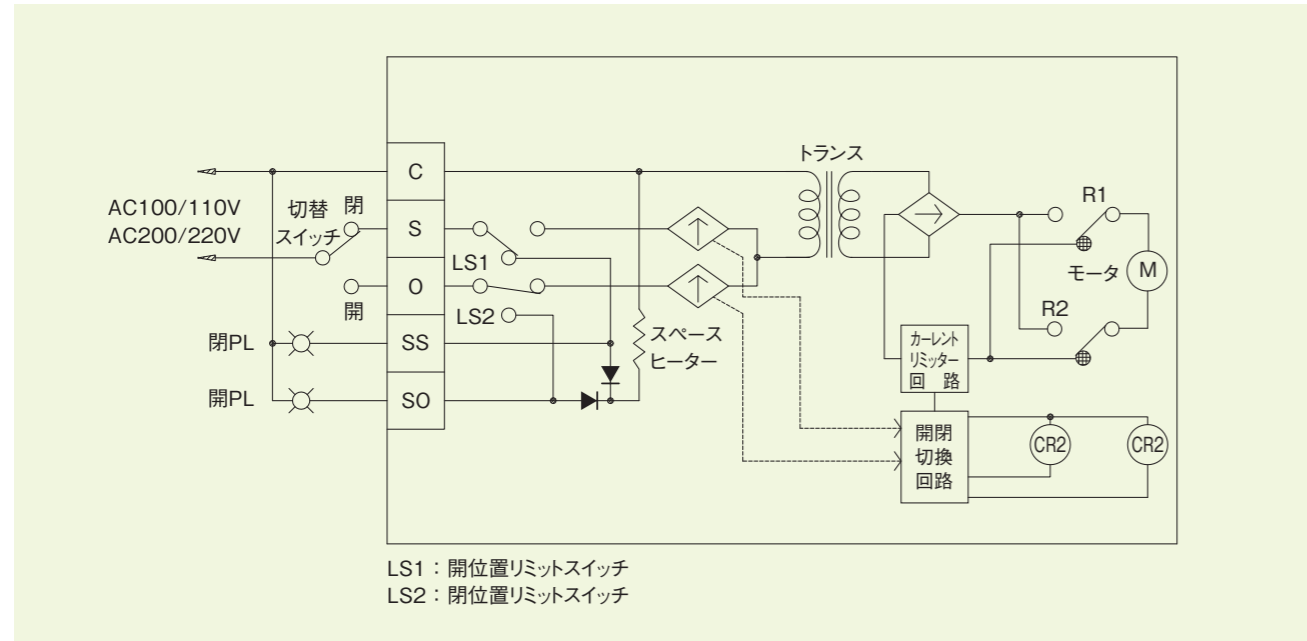 トランス
C
AC100/110V
AC200/220V
切替
スイッチ
閉
S
LS1
O
開
LS2
スペース
ヒーター
閉PL
SS
開PL
SO
R1
モータ
M
R2
カーレント
リミッター
回 路
開閉
切換
回路
CR2
CR2
LS1：開位置リミットスイッチ
LS2：閉位置リミットスイッチ